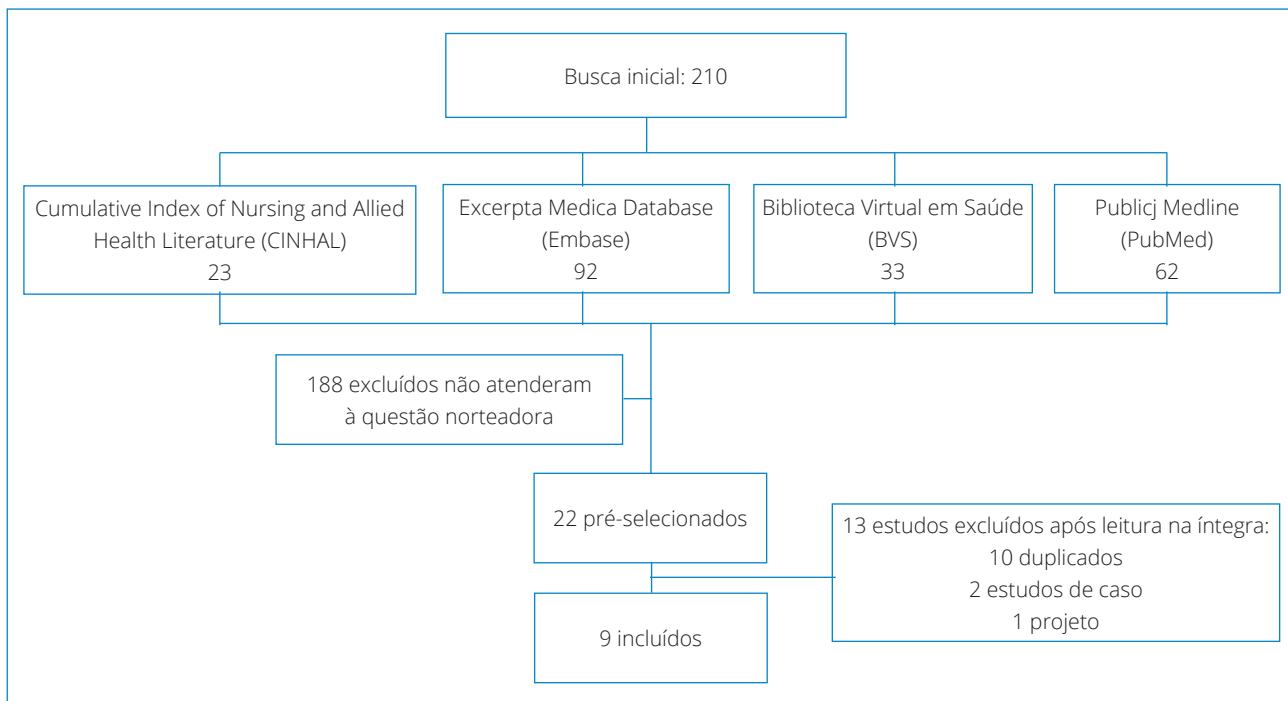 Busca inicial: 210
Cumulative Index of Nursing and Allied
Health Literature (CINHAL)
23
Excerpta Medica Database
(Embase)
92
Biblioteca Virtual em Saúde
(BVS)
33
Publicj Medline
(PubMed)
62
188 excluídos não atenderam
à questão norteadora
22 pré-selecionados
13 estudos excluídos após leitura na íntegra:
10 duplicados
2 estudos de caso
1 projeto
9 incluídos